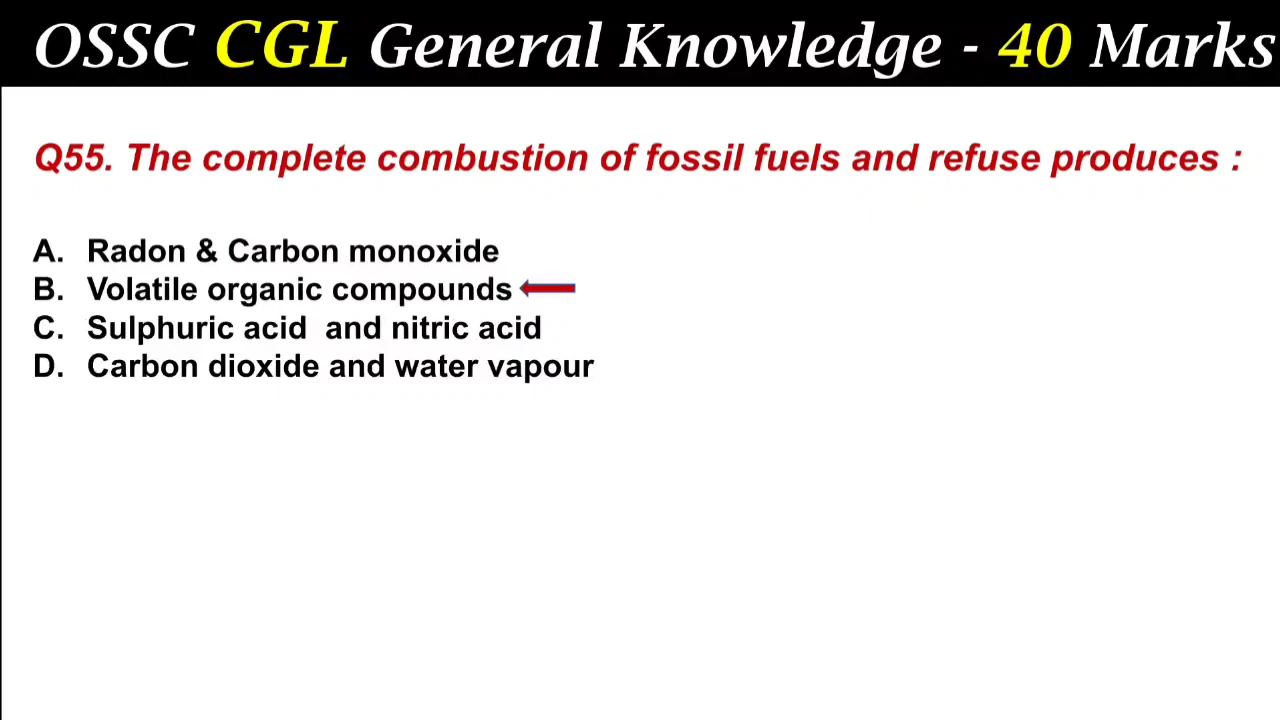 OSSC CGL General Knowledge - 40 Marks
Q55. The complete combustion of fossil fuels and refuse produces :
A. Radon & Carbon monoxide
B. Volatile organic compounds
C. Sulphuric acid and nitric acid
D. Carbon dioxide and water vapour